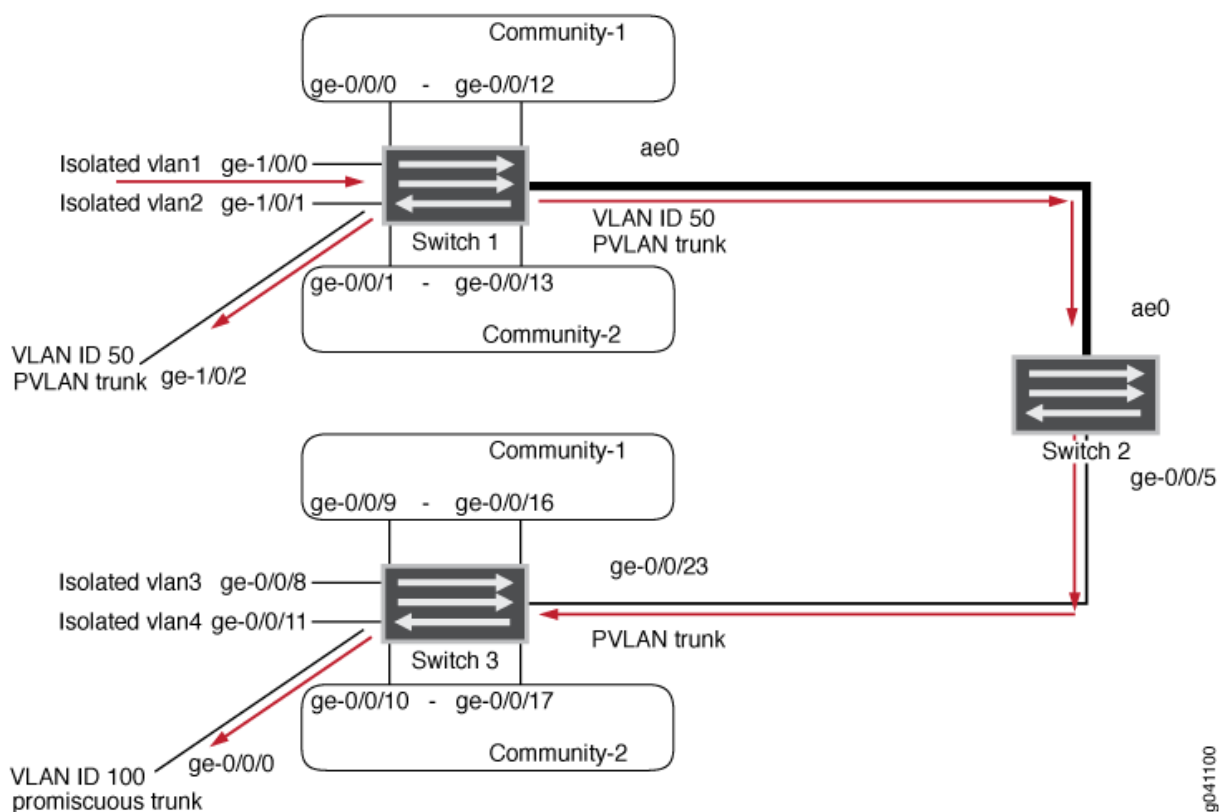 Community-1
ge-0/0/0 - ge-0/0/12
Isolated vlan1 ge-1/0/0
Isolated vlan2 ge-1/0/1
Switch 1
ae0
VLAN ID 50
PVLAN trunk
ge-0/0/1 - ge-0/0/13
Community-2
VLAN ID 50
PVLAN trunk
ge-1/0/2
ae0
Switch 2
ge-0/0/5
Community-1
ge-0/0/9 - ge-0/0/16
Isolated vlan3 ge-0/0/8
Isolated vlan4 ge-0/0/11
Switch 3
ge-0/0/23
PVLAN trunk
ge-0/0/10 - ge-0/0/17
Community-2
ge-0/0/0
VLAN ID 100
promiscuous trunk
g041100